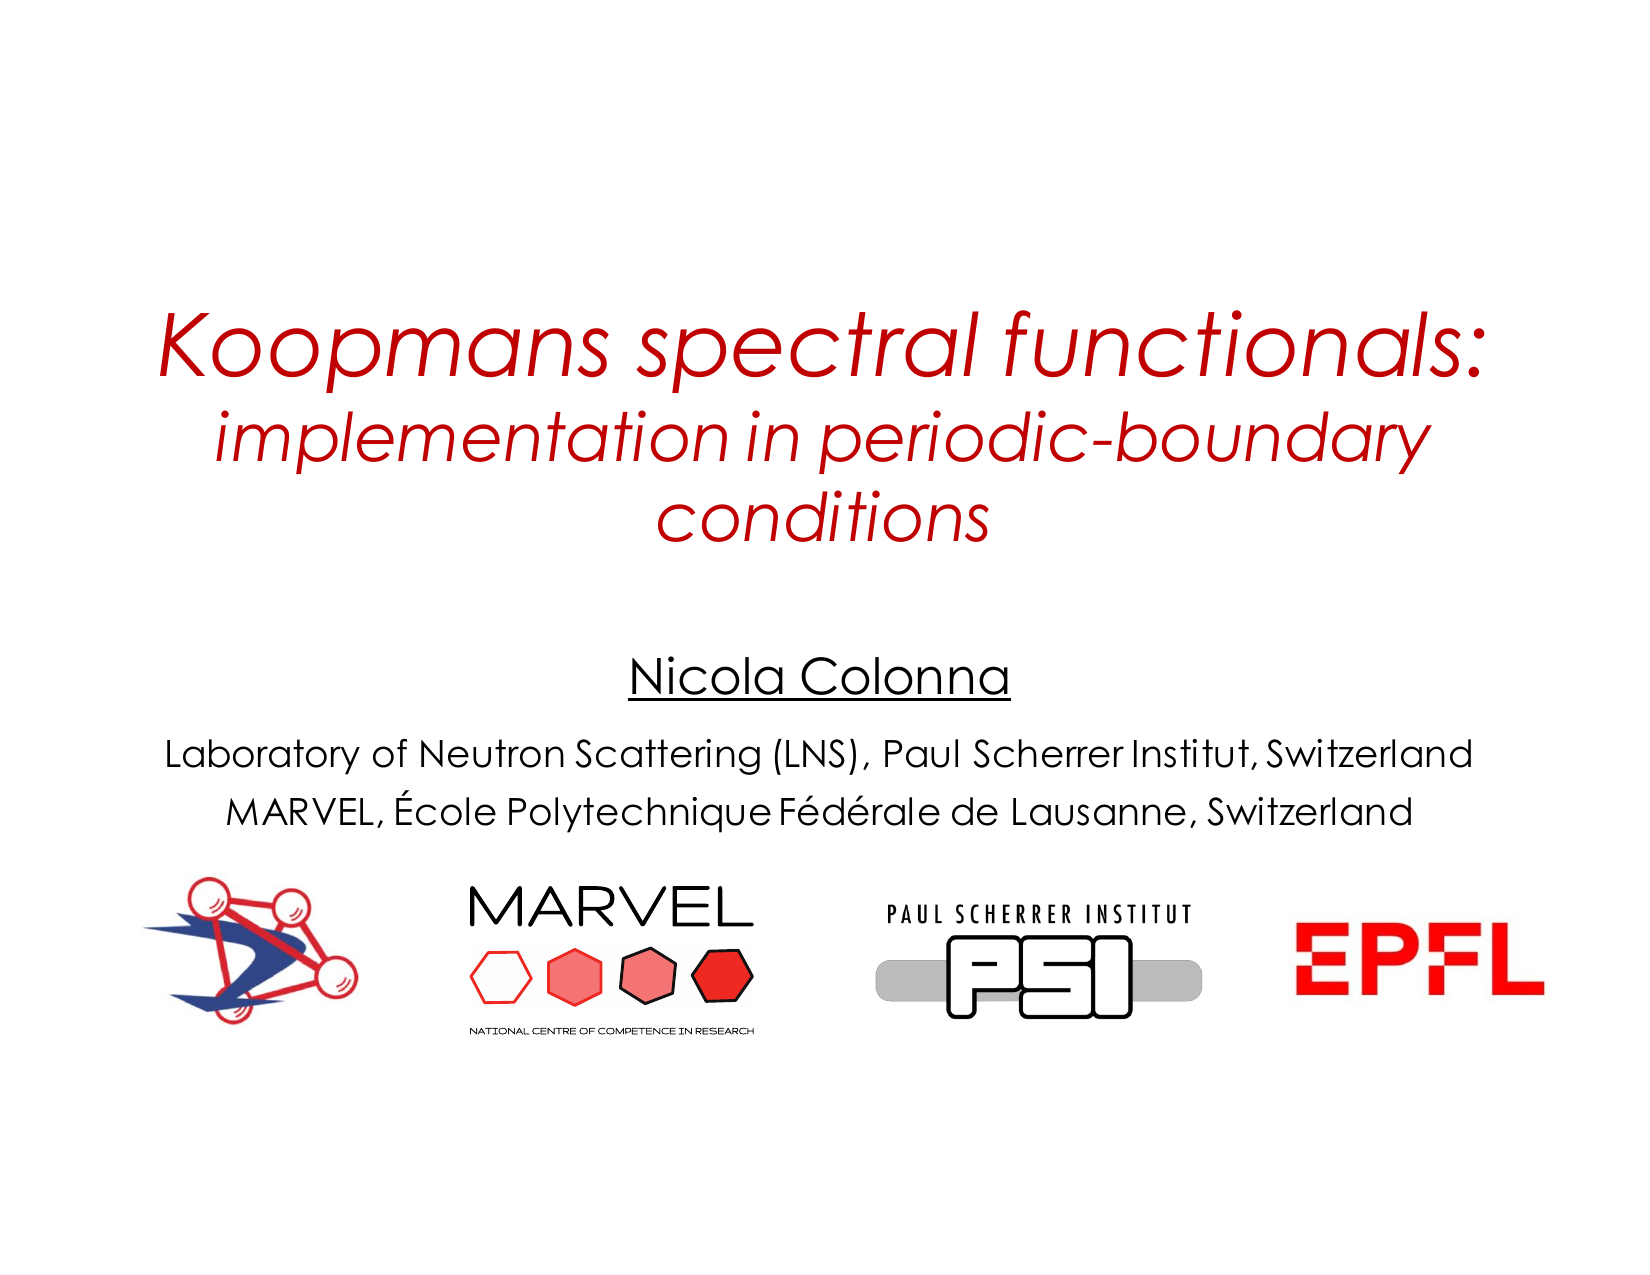 Koopmans spectral functionals:
implementation in periodic-boundary
conditions
Nicola Colonna
Laboratory of Neutron Scattering (LNS), Paul Scherrer Institut, Switzerland
MARVEL, École Polytechnique Fédérale de Lausanne, Switzerland
MARVEL
NATIONAL CENTRE OF COMPETENCE IN RESEARCH
PAUL SCHERRER INSTITUT
PSI
EPFL